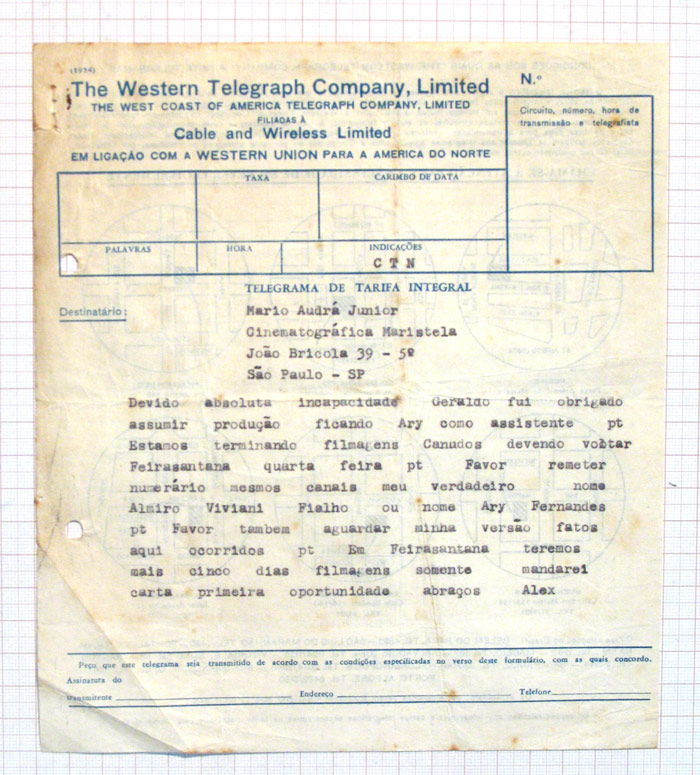 (1954)
The Western Telegraph Company, Limited
THE WEST COAST OF AMERICA TELEGRAPH COMPANY, LIMITED
FILIADAS À
Cable and Wireless Limited
EM LIGAÇÃO COM A WESTERN UNION PARA A AMERICA DO NORTE
N.º
Circuito, número, hora de
transmissão e telegrafista
TAXA
CARIMBO DE DATA
PALAVRAS
HORA
INDICAÇÕES
C T N
TELEGRAMA DE TARIFA INTEGRAL
Destinatário:
Mario Audrá Junior
Cinematográfica Maristela
João Bricola 39 - 5º
São Paulo - SP
Devido absoluta incapacidade Geraldo fui obrigado
assumir produção ficando Ary como assistente pt
Estamos terminando filmagens Canudos devendo voltar
Feirasantana quarta feira pt Favor remeter
numerário mesmos canais meu verdadeiro nome
Almiro Viviani Fialho ou nome Ary Fernandes
pt Favor tambem aguardar minha versão fatos
aqui ocorridos pt Em Feirasantana teremos
mais cinco dias filmagens somente mandarei
carta primeira oportunidade abraços Alex
Peço que este telegrama seja transmitido de acordo com as condições especificadas no verso deste formulário, com as quais concordo.
Assinatura do
transmitente
Endereço
Telefone